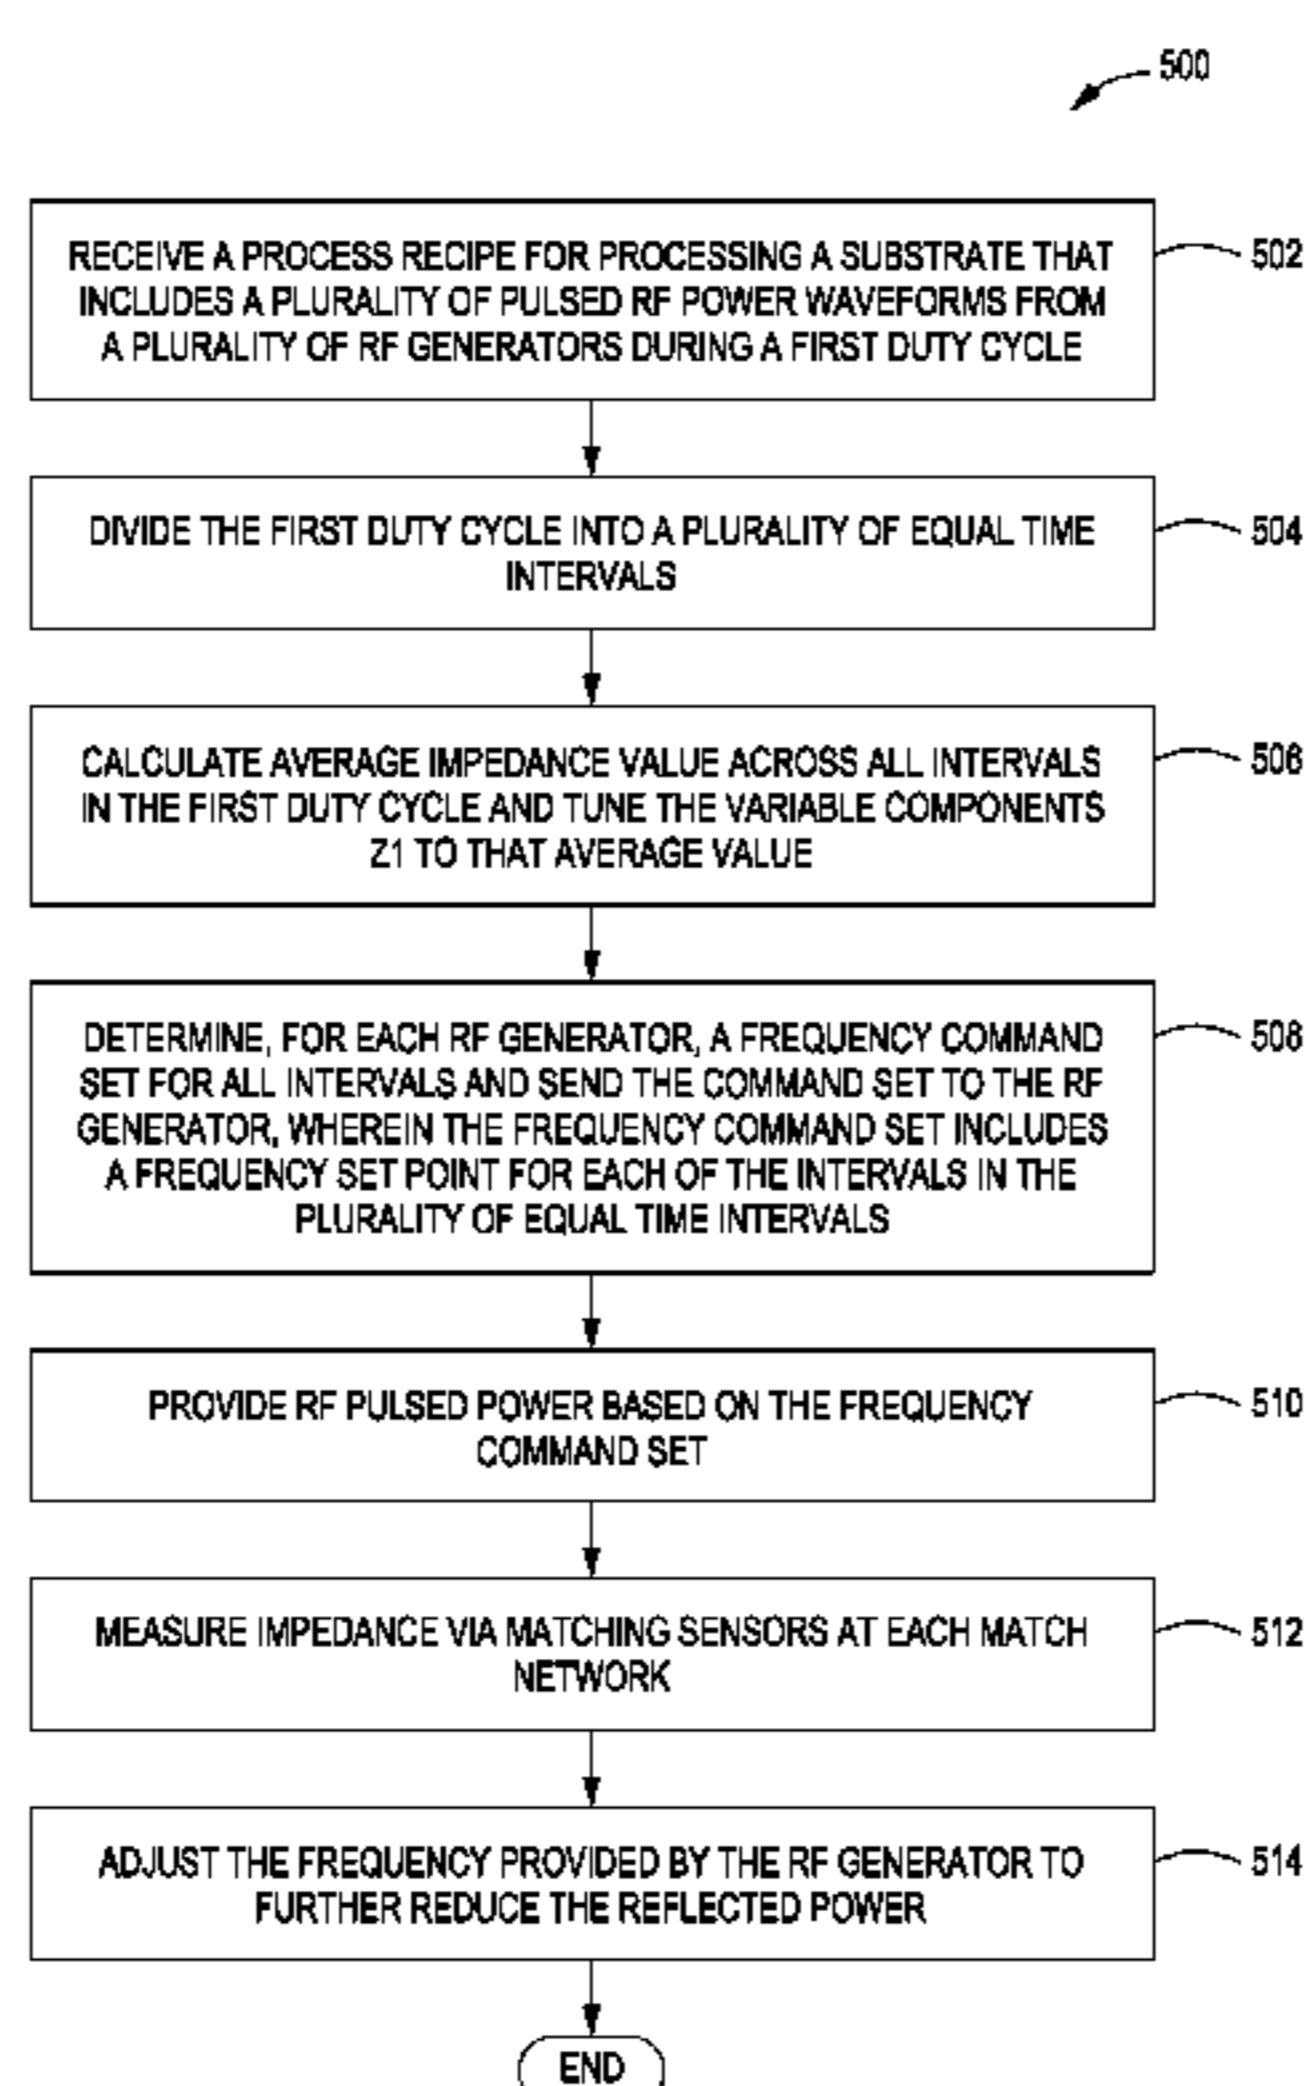 500
RECEIVE A PROCESS RECIPE FOR PROCESSING A SUBSTRATE THAT
INCLUDES A PLURALITY OF PULSED RF POWER WAVEFORMS FROM
A PLURALITY OF RF GENERATORS DURING A FIRST DUTY CYCLE
502
DIVIDE THE FIRST DUTY CYCLE INTO A PLURALITY OF EQUAL TIME
INTERVALS
504
CALCULATE AVERAGE IMPEDANCE VALUE ACROSS ALL INTERVALS
IN THE FIRST DUTY CYCLE AND TUNE THE VARIABLE COMPONENTS
Z1 TO THAT AVERAGE VALUE
506
DETERMINE, FOR EACH RF GENERATOR, A FREQUENCY COMMAND
SET FOR ALL INTERVALS AND SEND THE COMMAND SET TO THE RF
GENERATOR, WHEREIN THE FREQUENCY COMMAND SET INCLUDES
A FREQUENCY SET POINT FOR EACH OF THE INTERVALS IN THE
PLURALITY OF EQUAL TIME INTERVALS
508
PROVIDE RF PULSED POWER BASED ON THE FREQUENCY
COMMAND SET
510
MEASURE IMPEDANCE VIA MATCHING SENSORS AT EACH MATCH
NETWORK
512
ADJUST THE FREQUENCY PROVIDED BY THE RF GENERATOR TO
FURTHER REDUCE THE REFLECTED POWER
514
END